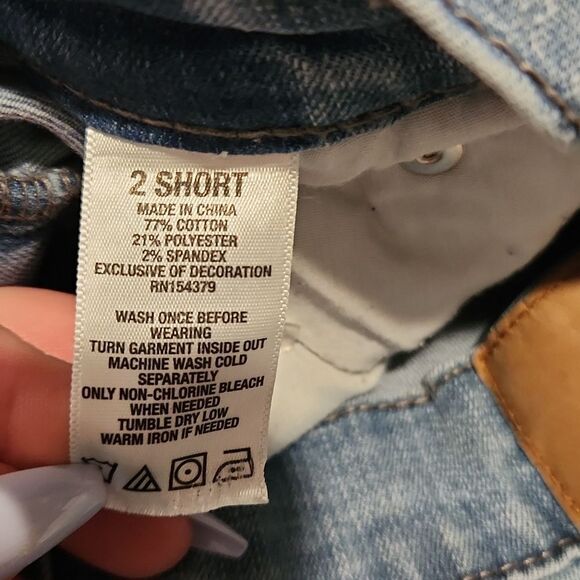 2 SHORT
MADE IN CHINA
77% COTTON
21% POLYESTER
2% SPANDEX
EXCLUSIVE OF DECORATION
RN154379
WASH ONCE BEFORE
WEARING
TURN GARMENT INSIDE OUT
MACHINE WASH COLD
SEPARATELY
ONLY NON-CHLORINE BLEACH
WHEN NEEDED
TUMBLE DRY LOW
WARM IRON IF NEEDED